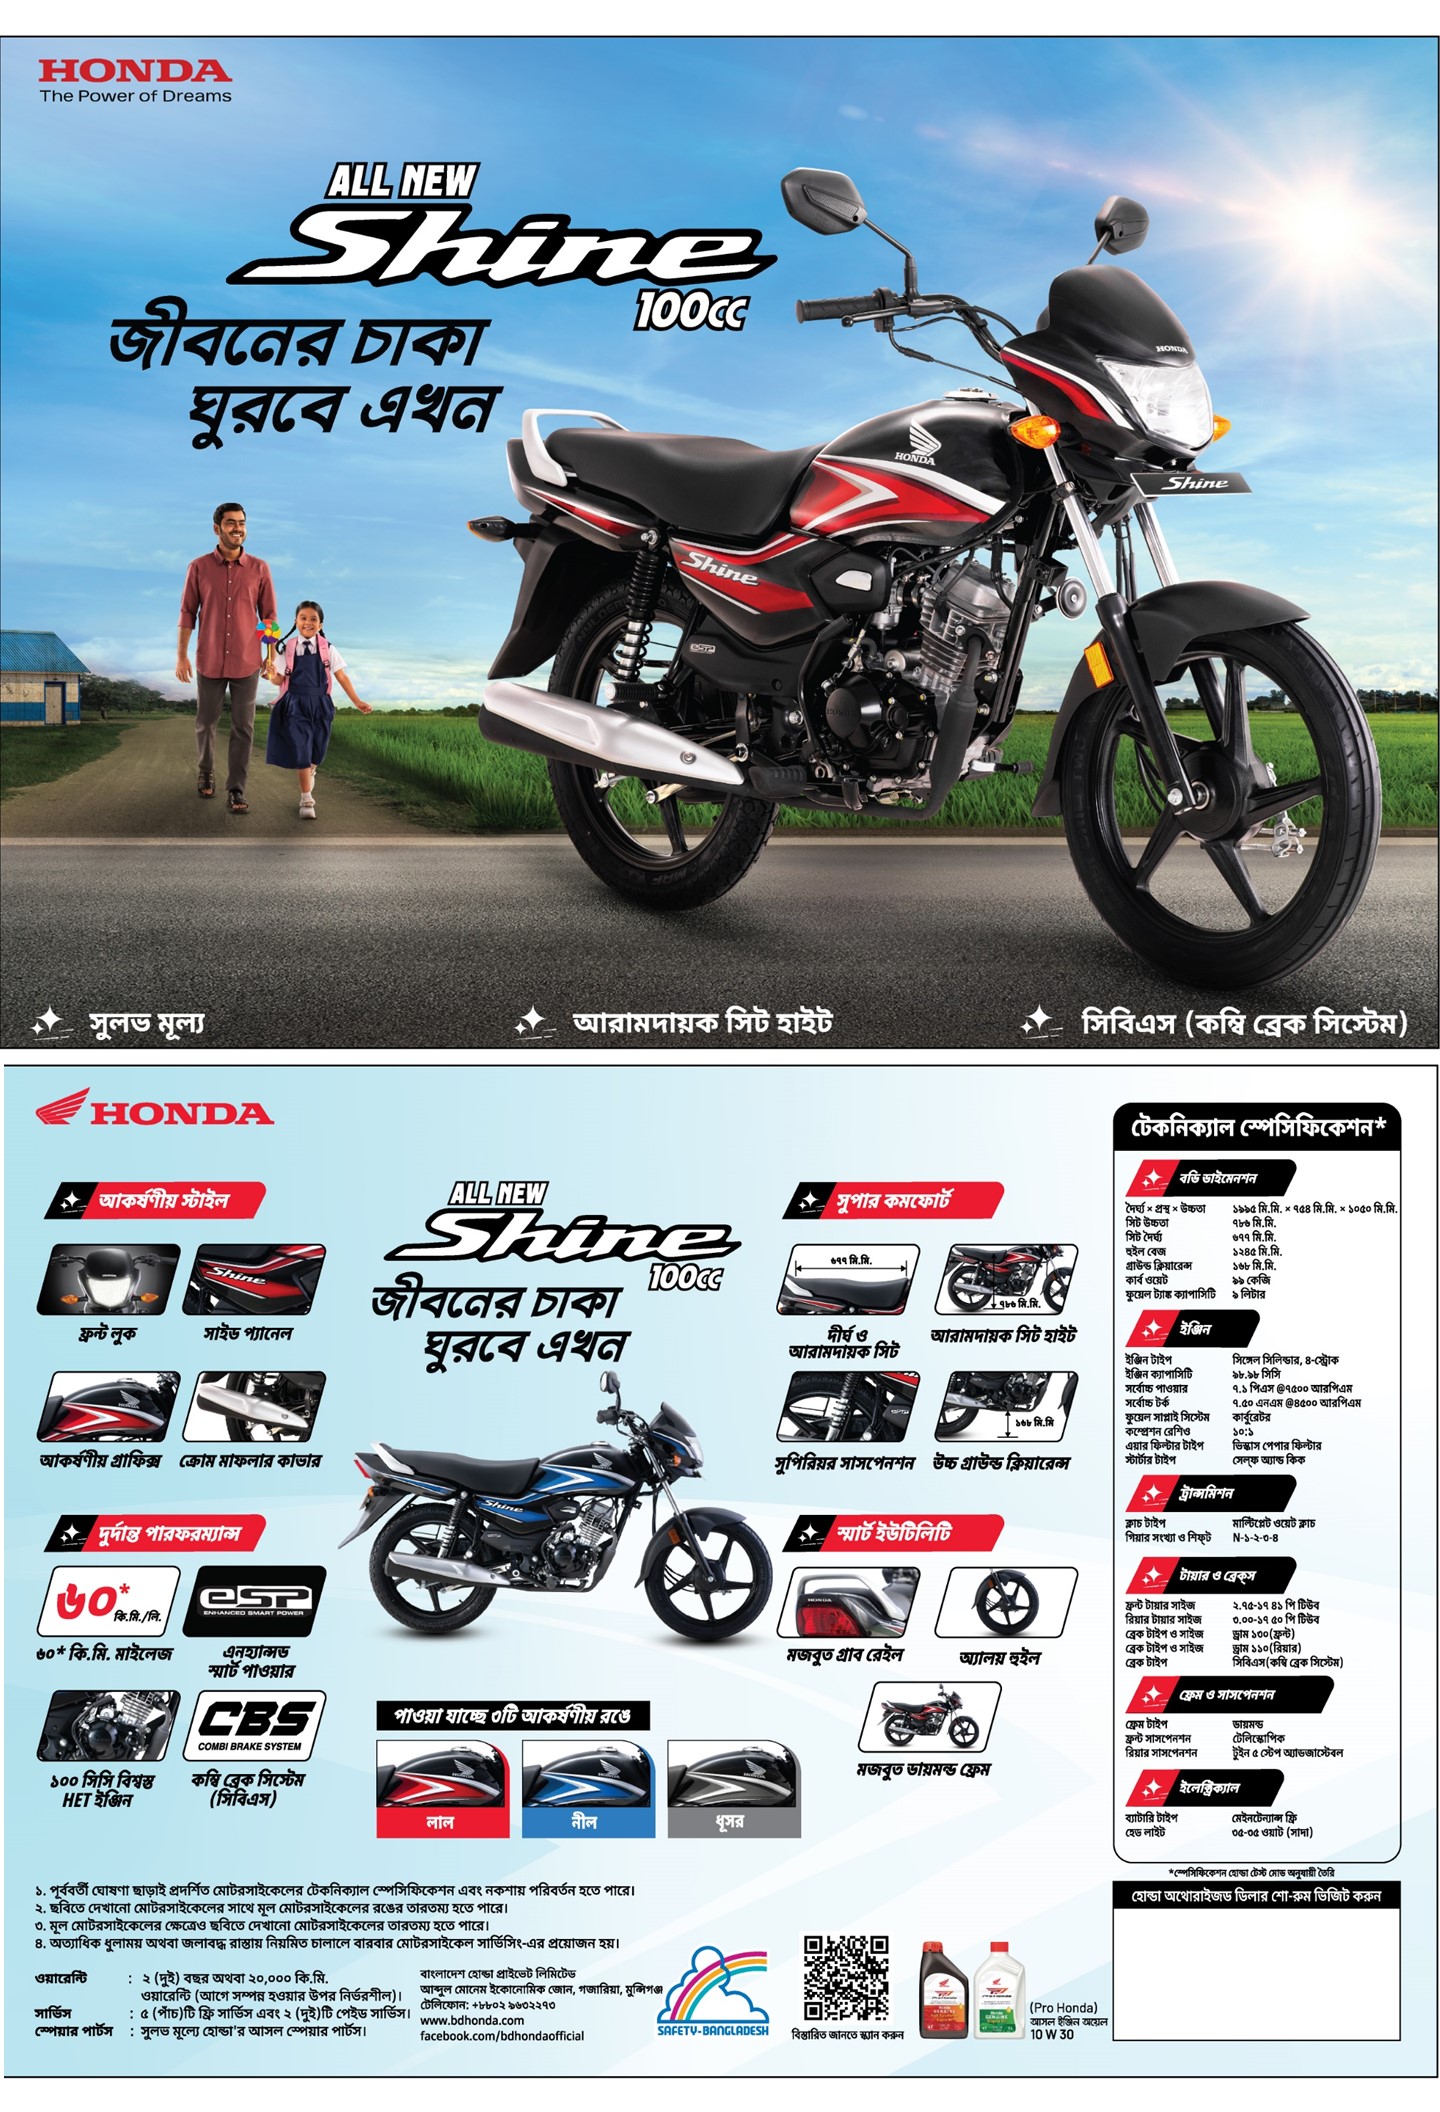 HONDA
The Power of Dreams
ALL NEW
Shine
100cc
জীবনের চাকা
ঘুরবে এখন
HONDA
HONDA
Shine
Shine
eSP
সুলভ মূল্য
আরামদায়ক সিট হাইট
সিবিএস (কম্বি ব্রেক সিস্টেম)
HONDA
আকর্ষণীয় স্টাইল
Shine
ফ্রন্ট লুক
সাইড প্যানেল
আকর্ষণীয় গ্রাফিক্স
ক্রোম মাফলার কাভার
দুর্দান্ত পারফরম্যান্স
৬০*
কি.মি./লি.
eSP
ENHANCED SMART POWER
৬০* কি.মি. মাইলেজ
এনহ্যান্সড
স্মার্ট পাওয়ার
CBS
COMBI BRAKE SYSTEM
১০০ সিসি বিশ্বস্ত
HET ইঞ্জিন
কম্বি ব্রেক সিস্টেম
(সিবিএস)
ALL NEW
Shine
100cc
জীবনের চাকা
ঘুরবে এখন
Shine
পাওয়া যাচ্ছে ৩টি আকর্ষণীয় রঙে
লাল
নীল
ধূসর
সুপার কমফোর্ট
৬৭৭ মি.মি.
৭৮৬ মি.মি.
দীর্ঘ ও
আরামদায়ক সিট
আরামদায়ক সিট হাইট
১৬৮ মি.মি
সুপিরিয়র সাসপেনশন
উচ্চ গ্রাউন্ড ক্লিয়ারেন্স
স্মার্ট ইউটিলিটি
HONDA
মজবুত গ্রাব রেইল
অ্যালয় হুইল
মজবুত ডায়মন্ড ফ্রেম
টেকনিক্যাল স্পেসিফিকেশন*
বডি ডাইমেনশন
দৈর্ঘ্য × প্রস্থ × উচ্চতা ১৯৯৫ মি.মি. × ৭৫৪ মি.মি. × ১০৫০ মি.মি.
সিট উচ্চতা ৭৮৬ মি.মি.
সিট দৈর্ঘ্য ৬৭৭ মি.মি.
হুইল বেজ ১২৪৫ মি.মি.
গ্রাউন্ড ক্লিয়ারেন্স ১৬৮ মি.মি.
কার্ব ওয়েট ৯৯ কেজি
ফুয়েল ট্যাঙ্ক ক্যাপাসিটি ৯ লিটার
ইঞ্জিন
ইঞ্জিন টাইপ সিঙ্গেল সিলিন্ডার, ৪-স্ট্রোক
ইঞ্জিন ক্যাপাসিটি ৯৮.৯৮ সিসি
সর্বোচ্চ পাওয়ার ৭.১ পিএস @৭৫০০ আরপিএম
সর্বোচ্চ টর্ক ৭.৫০ এনএম @৪৫০০ আরপিএম
ফুয়েল সাপ্লাই সিস্টেম কার্বুরেটর
কম্প্রেশন রেশিও ১০:১
এয়ার ফিল্টার টাইপ ভিস্কাস পেপার ফিল্টার
স্টার্টার টাইপ সেল্ফ অ্যান্ড কিক
ট্রান্সমিশন
ক্লাচ টাইপ মাল্টিপ্লেট ওয়েট ক্লাচ
গিয়ার সংখ্যা ও শিফ্‌ট N-১-২-৩-৪
টায়ার ও ব্রেক্‌স
ফ্রন্ট টায়ার সাইজ ২.৭৫-১৭ ৪১ পি টিউব
রিয়ার টায়ার সাইজ ৩.০০-১৭ ৫০ পি টিউব
ব্রেক টাইপ ও সাইজ ড্রাম ১৩০(ফ্রন্ট)
ব্রেক টাইপ ও সাইজ ড্রাম ১১০(রিয়ার)
ব্রেক টাইপ সিবিএস(কম্বি ব্রেক সিস্টেম)
ফ্রেম ও সাসপেনশন
ফ্রেম টাইপ ডায়মন্ড
ফ্রন্ট সাসপেনশন টেলিস্কোপিক
রিয়ার সাসপেনশন টুইন ৫ স্টেপ অ্যাডজাস্টেবল
ইলেক্ট্রিক্যাল
ব্যাটারি টাইপ মেইনটেন্যান্স ফ্রি
হেড লাইট ৩৫-৩৫ ওয়াট (সাদা)
*স্পেসিফিকেশন হোন্ডা টেস্ট মোড অনুযায়ী তৈরি
হোন্ডা অথোরাইজড ডিলার শো-রুম ভিজিট করুন
১. পূর্ববর্তী ঘোষণা ছাড়াই প্রদর্শিত মোটরসাইকেলের টেকনিক্যাল স্পেসিফিকেশন এবং নকশায় পরিবর্তন হতে পারে।
২. ছবিতে দেখানো মোটরসাইকেলের সাথে মূল মোটরসাইকেলের রঙের তারতম্য হতে পারে।
৩. মূল মোটরসাইকেলের ক্ষেত্রেও ছবিতে দেখানো মোটরসাইকেলের তারতম্য হতে পারে।
৪. অত্যাধিক ধুলাময় অথবা জলাবদ্ধ রাস্তায় নিয়মিত চালালে বারবার মোটরসাইকেল সার্ভিসিং-এর প্রয়োজন হয়।
ওয়ারেন্টি : ২ (দুই) বছর অথবা ২০,০০০ কি.মি.
ওয়ারেন্টি (আগে সম্পন্ন হওয়ার উপর নির্ভরশীল)।
সার্ভিস : ৫ (পাঁচ)টি ফ্রি সার্ভিস এবং ২ (দুই)টি পেইড সার্ভিস।
স্পেয়ার পার্টস : সুলভ মূল্যে হোন্ডা'র আসল স্পেয়ার পার্টস।
বাংলাদেশ হোন্ডা প্রাইভেট লিমিটেড
আব্দুল মোনেম ইকোনোমিক জোন, গজারিয়া, মুন্সিগঞ্জ
টেলিফোন: +৮৮০২ ৯৬৩২২৭৩
www.bdhonda.com
facebook.com/bdhondaofficial
SAFETY-BANGLADESH
বিস্তারিত জানতে স্ক্যান করুন
(Pro Honda)
আসল ইঞ্জিন অয়েল
10 W 30